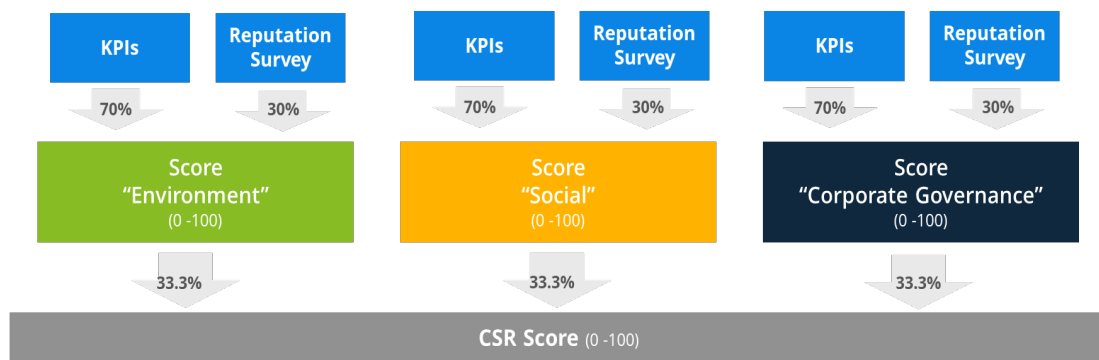 KPIs
Reputation
Survey
KPIs
Reputation
Survey
KPIs
Reputation
Survey
70%
30%
70%
30%
70%
30%
Score
“Environment”
(0 -100)
Score
“Social”
(0 -100)
Score
“Corporate Governance”
(0 -100)
33.3%
33.3%
33.3%
CSR Score (0 -100)